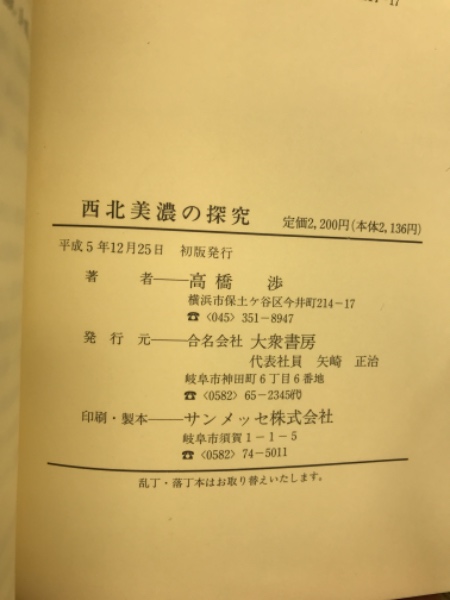 西北美濃の探究 定価2,200円(本体2,136円)
平成5年12月25日 初版発行
著者――高橋 渉
横浜市保土ケ谷区今井町214-17
☎〈045〉351-8947
発行元――合名会社 大衆書房
代表社員 矢崎 正治
岐阜市神田町6丁目6番地
☎〈0582〉65-2345代
印刷・製本――サンメッセ株式会社
岐阜市須賀1-1-5
☎〈0582〉74-5011
乱丁・落丁本はお取り替えいたします。